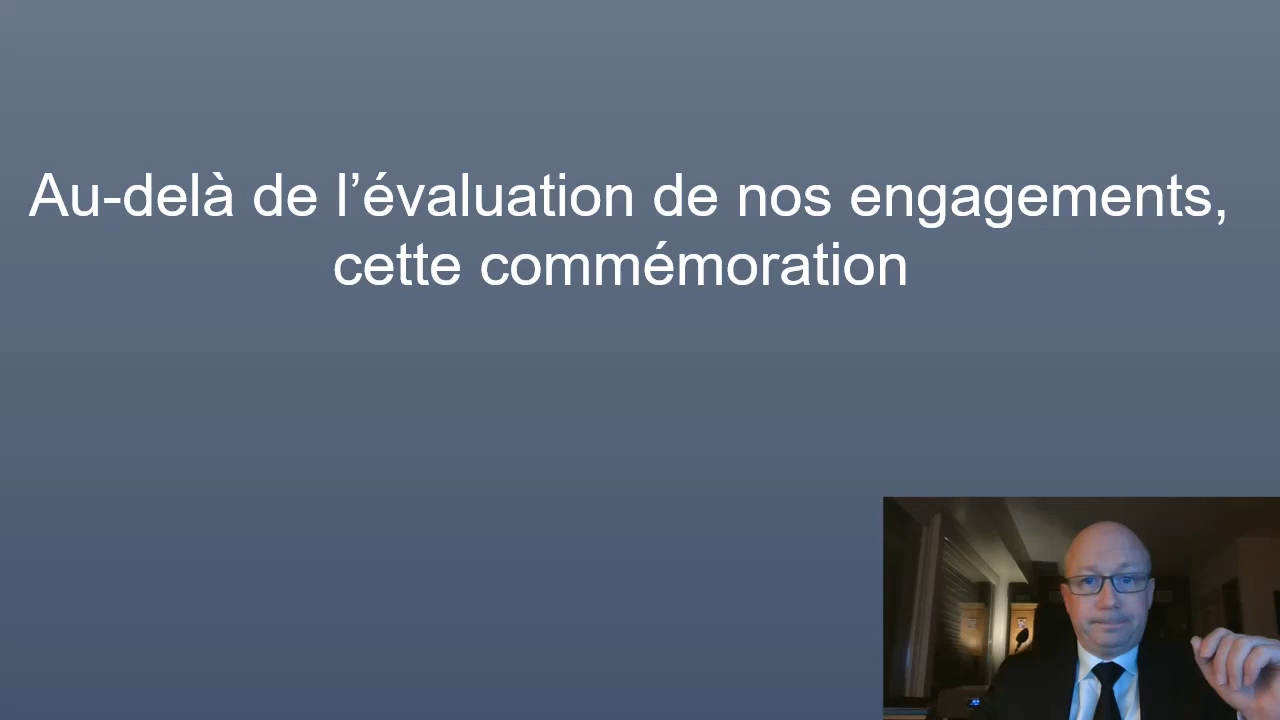 Au-delà de l’évaluation de nos engagements,
cette commémoration